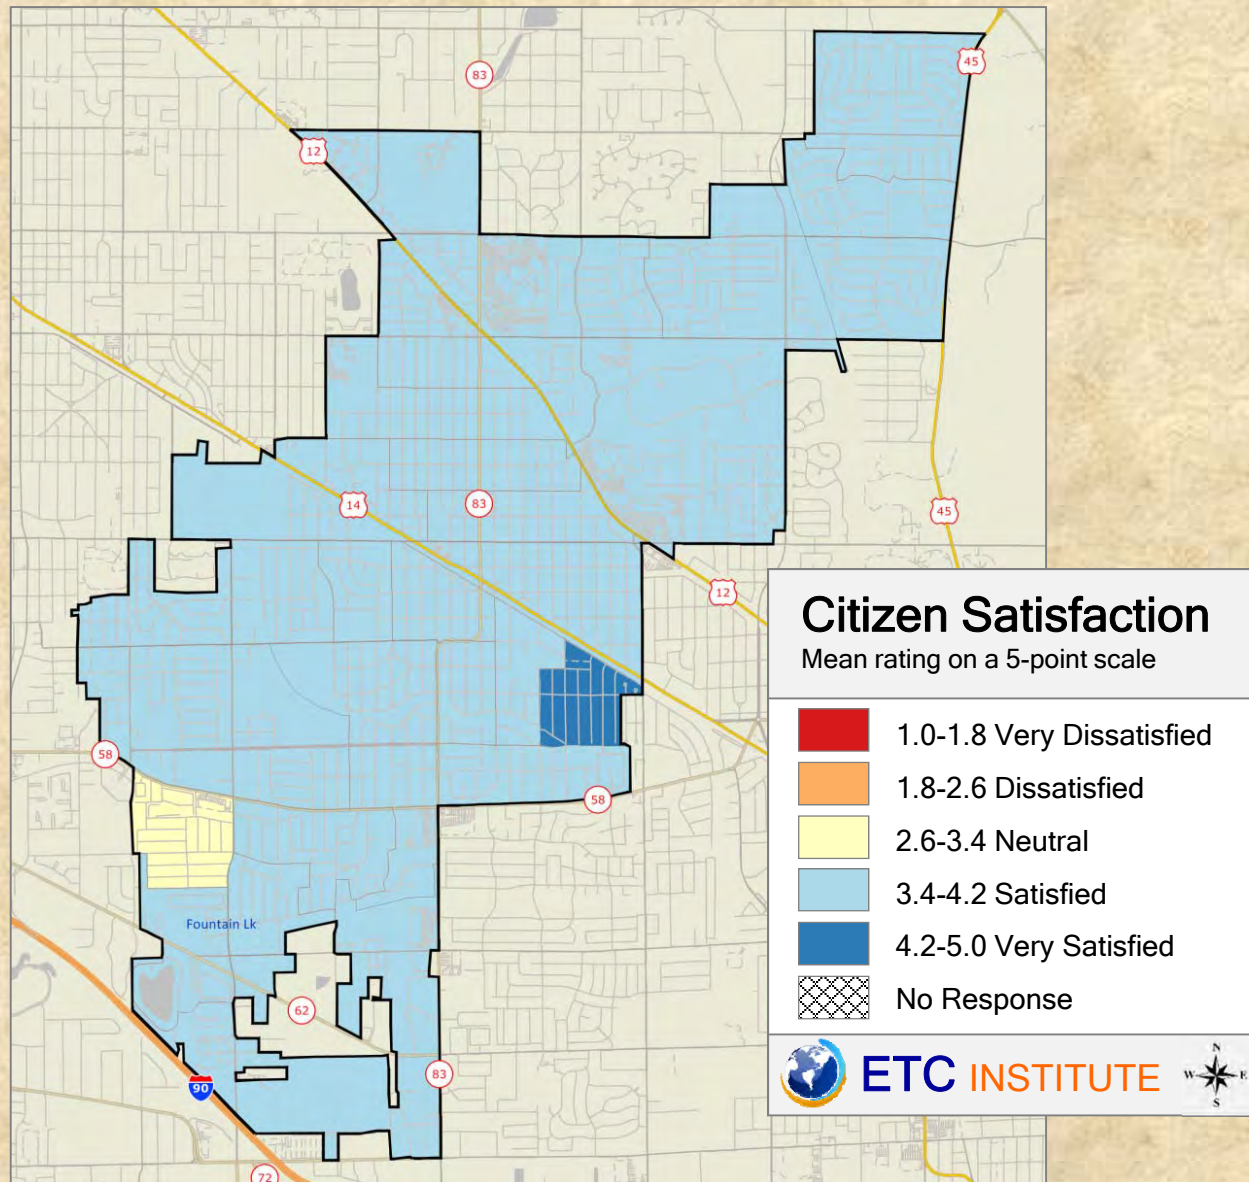 83
45
12
14
83
45
12
58
58
Fountain Lk
62
83
90
72
Citizen Satisfaction
Mean rating on a 5-point scale
1.0-1.8 Very Dissatisfied
1.8-2.6 Dissatisfied
2.6-3.4 Neutral
3.4-4.2 Satisfied
4.2-5.0 Very Satisfied
No Response
ETC INSTITUTE
N
W E
S